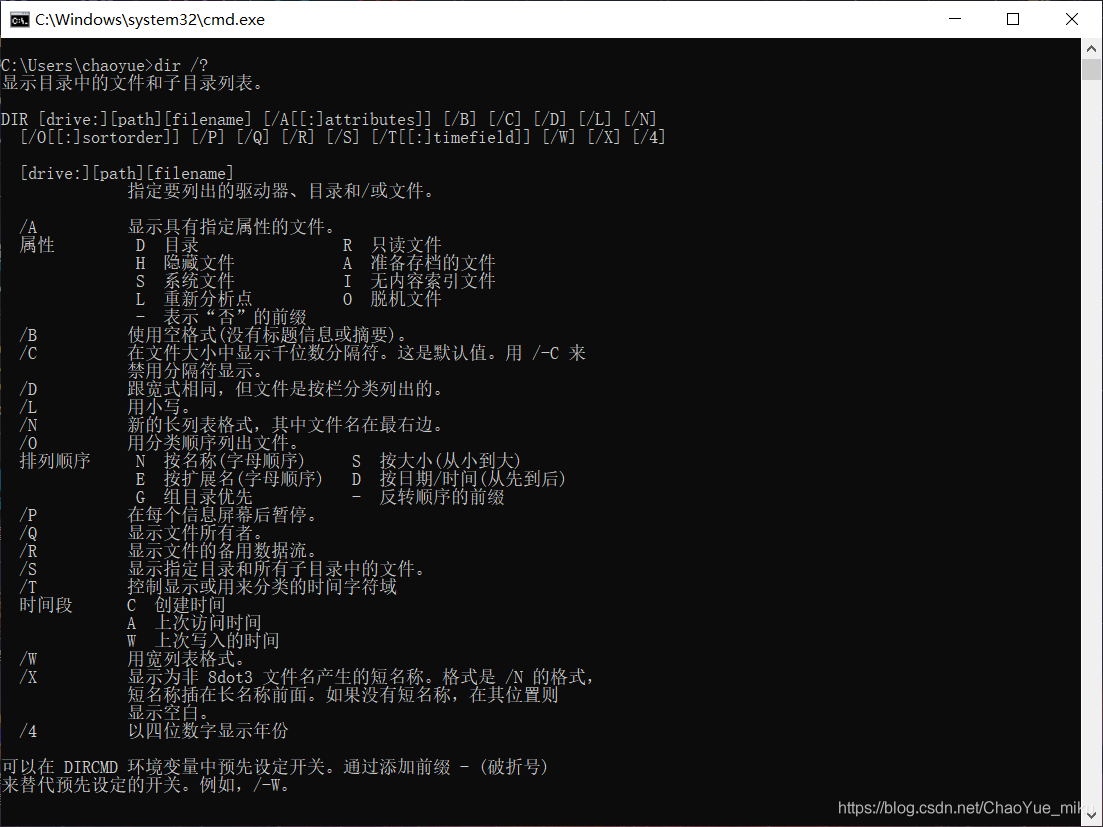 C:\Windows\system32\cmd.exe
C:\Users\chaoyue>dir /?
显示目录中的文件和子目录列表。
DIR [drive:][path][filename] [/A[[:]attributes]] [/B] [/C] [/D] [/L] [/N]
[/O[[:]sortorder]] [/P] [/Q] [/R] [/S] [/T[[:]timefield]] [/W] [/X] [/4]
[drive:][path][filename]
指定要列出的驱动器、目录和/或文件。
/A 显示具有指定属性的文件。
属性 D 目录 R 只读文件
H 隐藏文件 A 准备存档的文件
S 系统文件 I 无内容索引文件
L 重新分析点 O 脱机文件
- 表示“否”的前缀
/B 使用空格式(没有标题信息或摘要)。
/C 在文件大小中显示千位数分隔符。这是默认值。用 /-C 来
禁用分隔符显示。
/D 跟宽式相同，但文件是按栏分类列出的。
/L 用小写。
/N 新的长列表格式，其中文件名在最右边。
/O 用分类顺序列出文件。
排列顺序 N 按名称(字母顺序) S 按大小(从小到大)
E 按扩展名(字母顺序) D 按日期/时间(从先到后)
G 组目录优先 - 反转顺序的前缀
/P 在每个信息屏幕后暂停。
/Q 显示文件所有者。
/R 显示文件的备用数据流。
/S 显示指定目录和所有子目录中的文件。
/T 控制显示或用来分类的时间字符域
时间段 C 创建时间
A 上次访问时间
W 上次写入的时间
/W 用宽列表格式。
/X 显示为非 8dot3 文件名产生的短名称。格式是 /N 的格式，
短名称插在长名称前面。如果没有短名称，在其位置则
显示空白。
/4 以四位数字显示年份
可以在 DIRCMD 环境变量中预先设定开关。通过添加前缀 - (破折号)
来替代预先设定的开关。例如，/-W。
https://blog.csdn.net/ChaoYue_miku